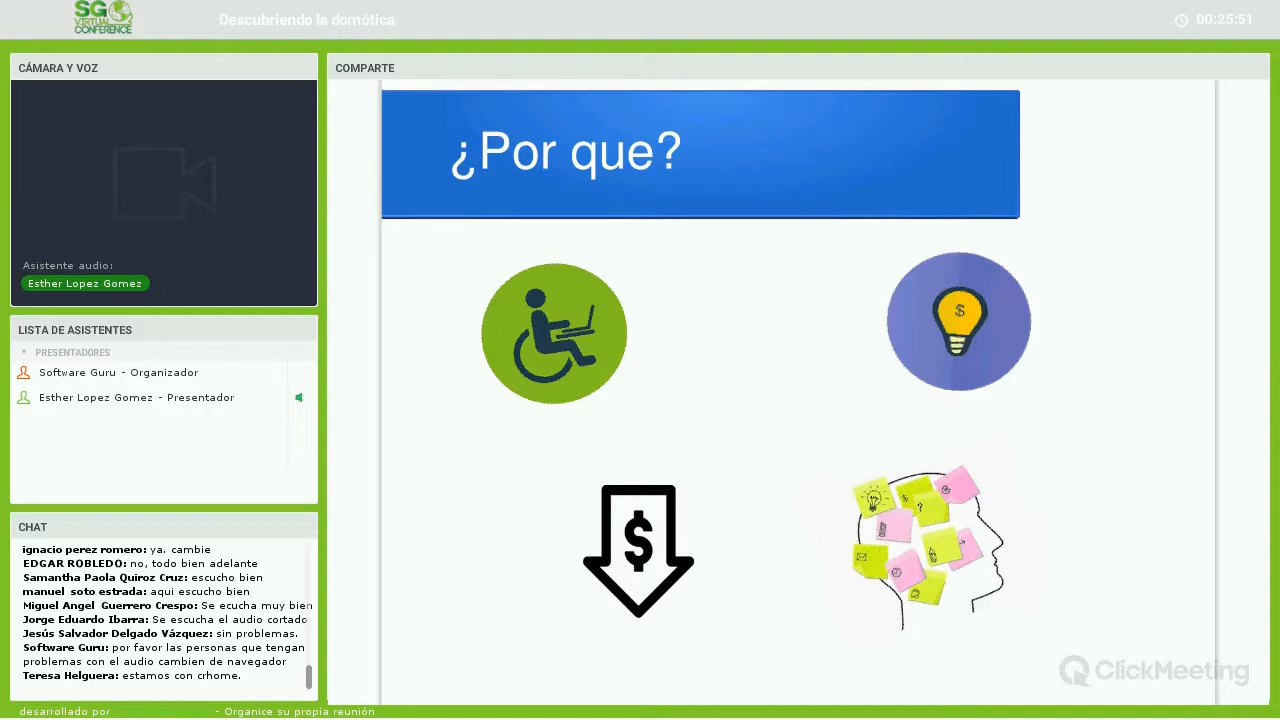 SG
VIRTUAL
CONFERENCE
Descubriendo la domótica
00:25:51
CÁMARA Y VOZ
Asistente audio:
Esther Lopez Gomez
LISTA DE ASISTENTES
PRESENTADORES
Software Guru - Organizador
Esther Lopez Gomez - Presentador
CHAT
ignacio perez romero: ya. cambie
EDGAR ROBLEDO: no, todo bien adelante
Samantha Paola Quiroz Cruz: escucho bien
manuel soto estrada: aqui escucho bien
Miguel Angel Guerrero Crespo: Se ecucha muy bien
Jorge Eduardo Ibarra: Se escucha el audio cortado
Jesús Salvador Delgado Vázquez: sin problemas.
Software Guru: por favor las personas que tengan
problemas con el audio cambien de navegador
Teresa Helguera: estamos con crhome.
desarrollado por - Organice su propia reunión
COMPARTE
¿Por que?
$
$
?
ClickMeeting